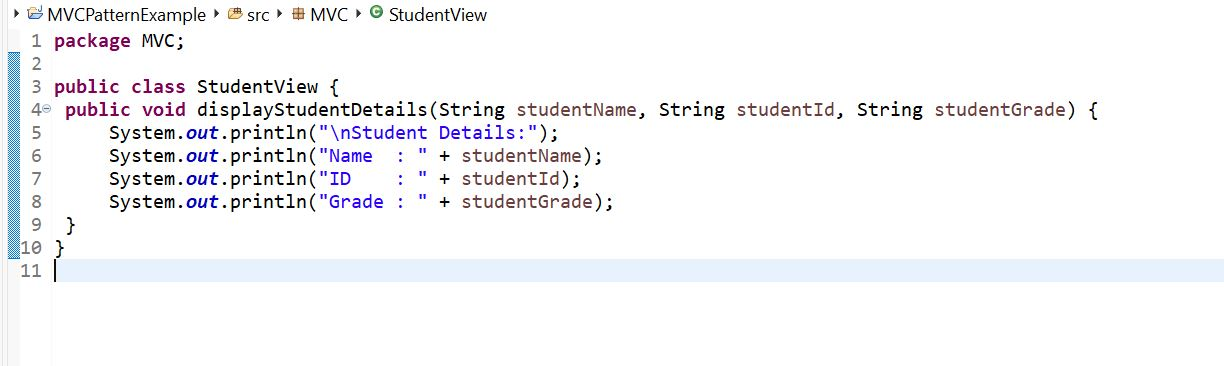 MVCPatternExample src MVC StudentView
1 package MVC;
2
3 public class StudentView {
4 public void displayStudentDetails(String studentName, String studentId, String studentGrade) {
5 System.out.println("\nStudent Details:");
6 System.out.println("Name  : " + studentName);
7 System.out.println("ID    : " + studentId);
8 System.out.println("Grade : " + studentGrade);
9 }
10 }
11